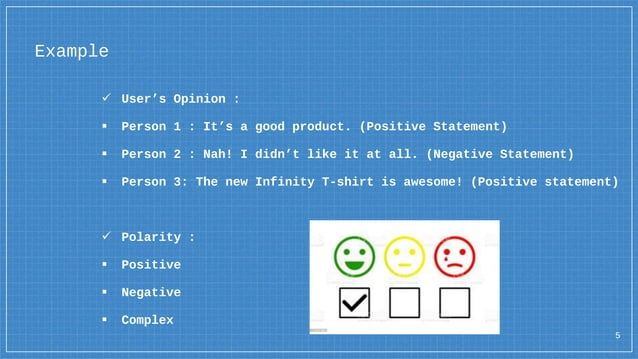 Example
✓ User’s Opinion :
▪ Person 1 : It’s a good product. (Positive Statement)
▪ Person 2 : Nah! I didn’t like it at all. (Negative Statement)
▪ Person 3: The new Infinity T-shirt is awesome! (Positive statement)
✓ Polarity :
▪ Positive
▪ Negative
▪ Complex
5